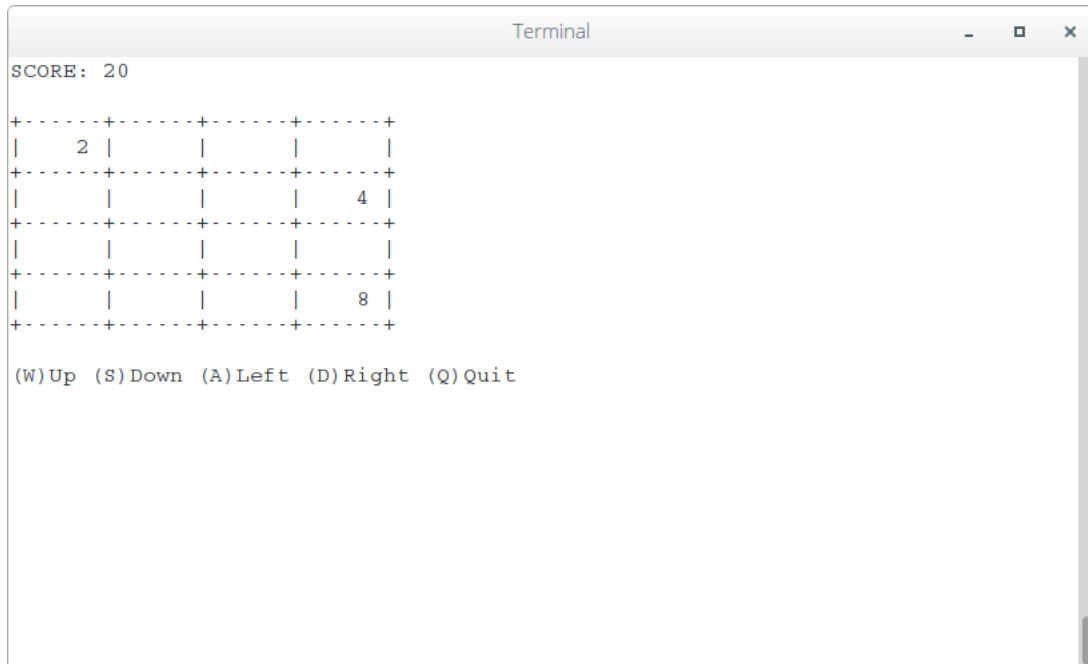 Terminal
SCORE: 20
+------+------+------+------+
|    2 |      |      |      |
+------+------+------+------+
|      |      |      |    4 |
+------+------+------+------+
|      |      |      |      |
+------+------+------+------+
|      |      |      |    8 |
+------+------+------+------+
(W)Up (S)Down (A)Left (D)Right (Q)Quit